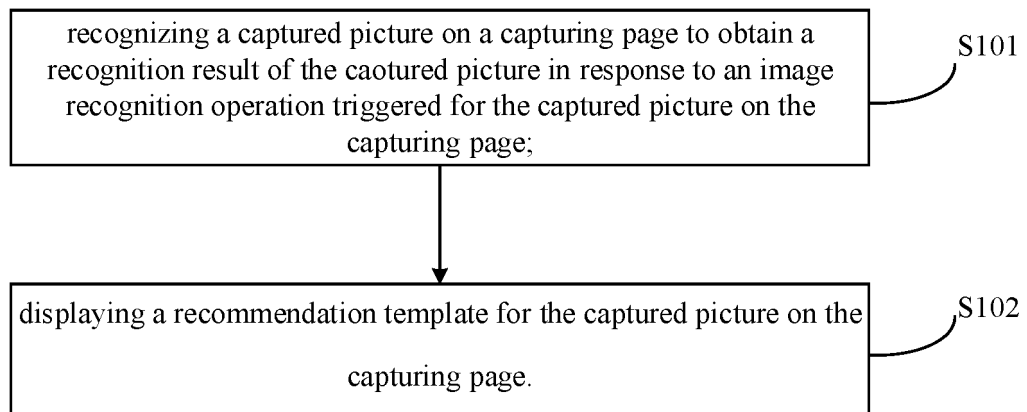 recognizing a captured picture on a capturing page to obtain a
recognition result of the caotured picture in response to an image
recognition operation triggered for the captured picture on the
capturing page;
S101
displaying a recommendation template for the captured picture on the
capturing page.
S102